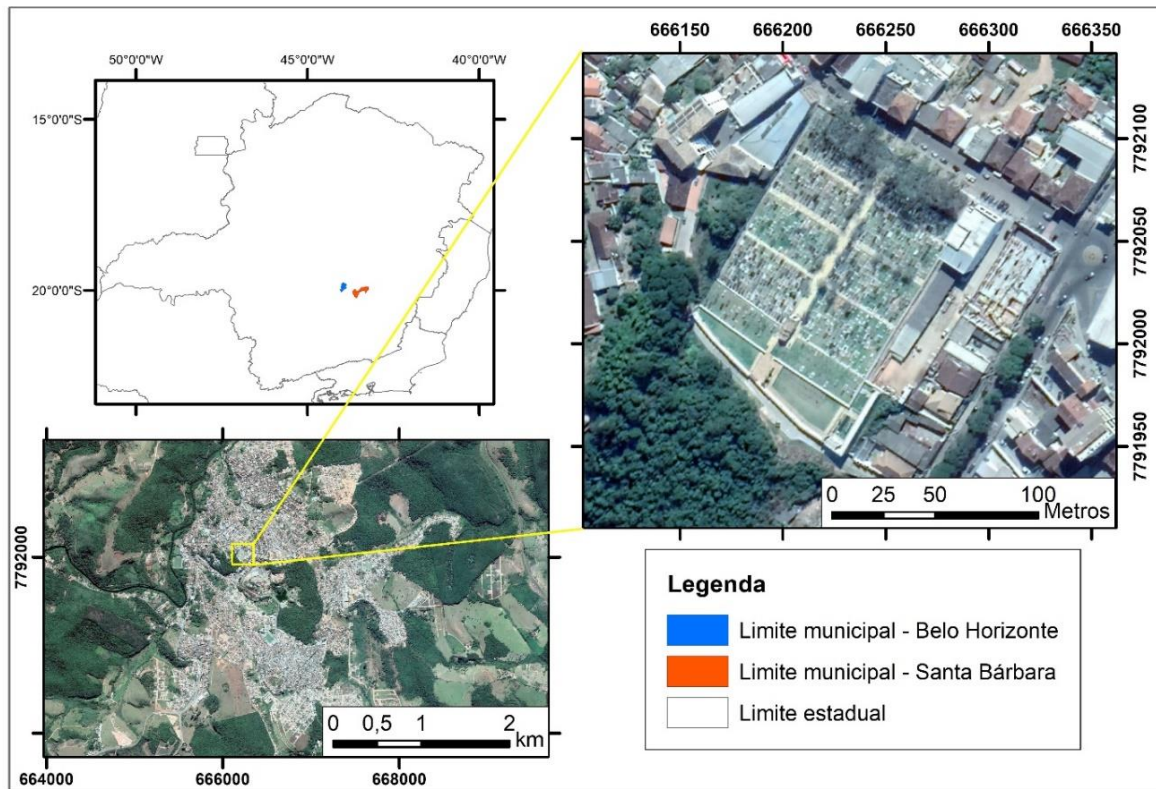 50°0'0"W 45°0'0"W 40°0'0"W
15°0'0"S
20°0'0"S
666150 666200 666250 666300 666350
7792100
7792050
7792000
7791950
0 25 50 100
Metros
7792000
0 0,5 1 2
km
664000 666000 668000
Legenda
Limite municipal - Belo Horizonte
Limite municipal - Santa Bárbara
Limite estadual